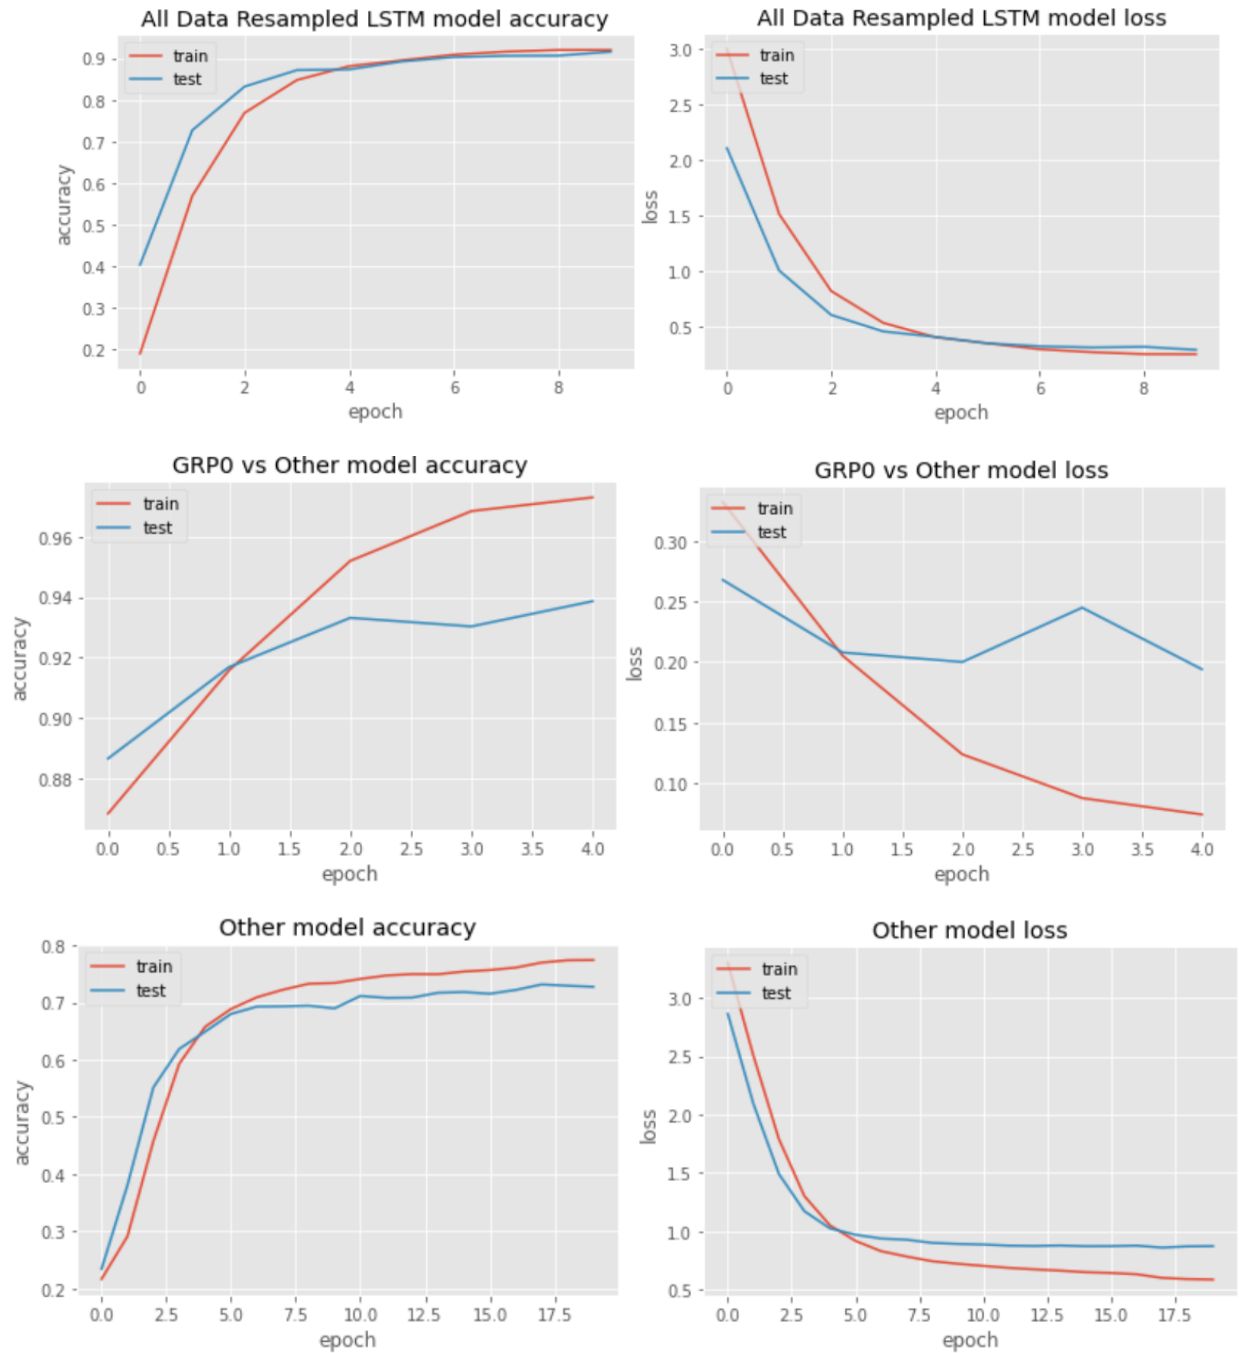 All Data Resampled LSTM model accuracy
train
test
0.9
0.8
0.7
0.6
0.5
0.4
0.3
0.2
accuracy
0 2 4 6 8
epoch
All Data Resampled LSTM model loss
train
test
3.0
2.5
2.0
1.5
1.0
0.5
loss
0 2 4 6 8
epoch
GRP0 vs Other model accuracy
train
test
0.96
0.94
0.92
0.90
0.88
accuracy
0.0 0.5 1.0 1.5 2.0 2.5 3.0 3.5 4.0
epoch
GRP0 vs Other model loss
train
test
0.30
0.25
0.20
0.15
0.10
loss
0.0 0.5 1.0 1.5 2.0 2.5 3.0 3.5 4.0
epoch
Other model accuracy
train
test
0.8
0.7
0.6
0.5
0.4
0.3
0.2
accuracy
0.0 2.5 5.0 7.5 10.0 12.5 15.0 17.5
epoch
Other model loss
train
test
3.0
2.5
2.0
1.5
1.0
0.5
loss
0.0 2.5 5.0 7.5 10.0 12.5 15.0 17.5
epoch